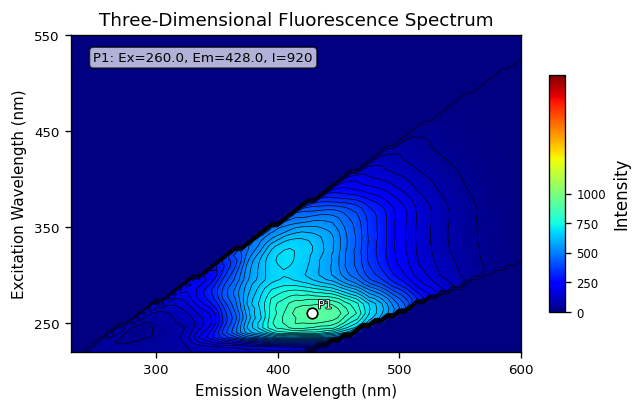 Three-Dimensional Fluorescence Spectrum
P1: Ex=260.0, Em=428.0, I=920
550
450
350
250
Excitation Wavelength (nm)
P1
300
400
500
600
Emission Wavelength (nm)
1000
750
500
250
0
Intensity